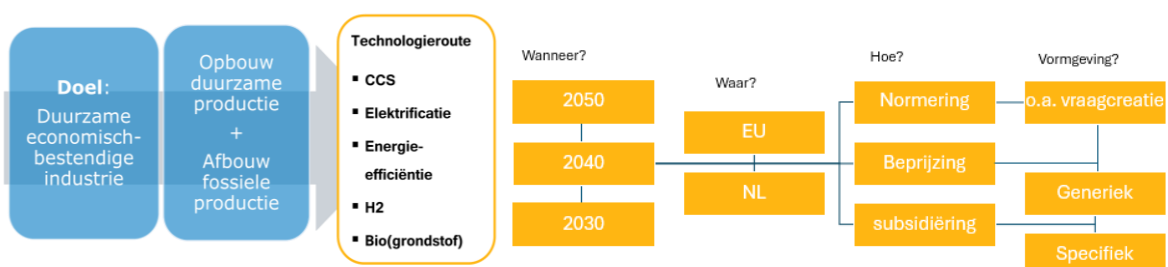 Doel:
Duurzame
economisch-
bestendige
industrie
Opbouw
duurzame
productie
+
Afbouw
fossiele
productie
Technologieroute
▪ CCS
▪ Elektrificatie
▪ Energie-
efficiëntie
▪ H2
▪ Bio(grondstof)
Wanneer?
2050
2040
2030
Waar?
EU
NL
Hoe?
Normering
Beprijzing
subsidiëring
Vormgeving?
o.a. vraagcreatie
Generiek
Specifiek